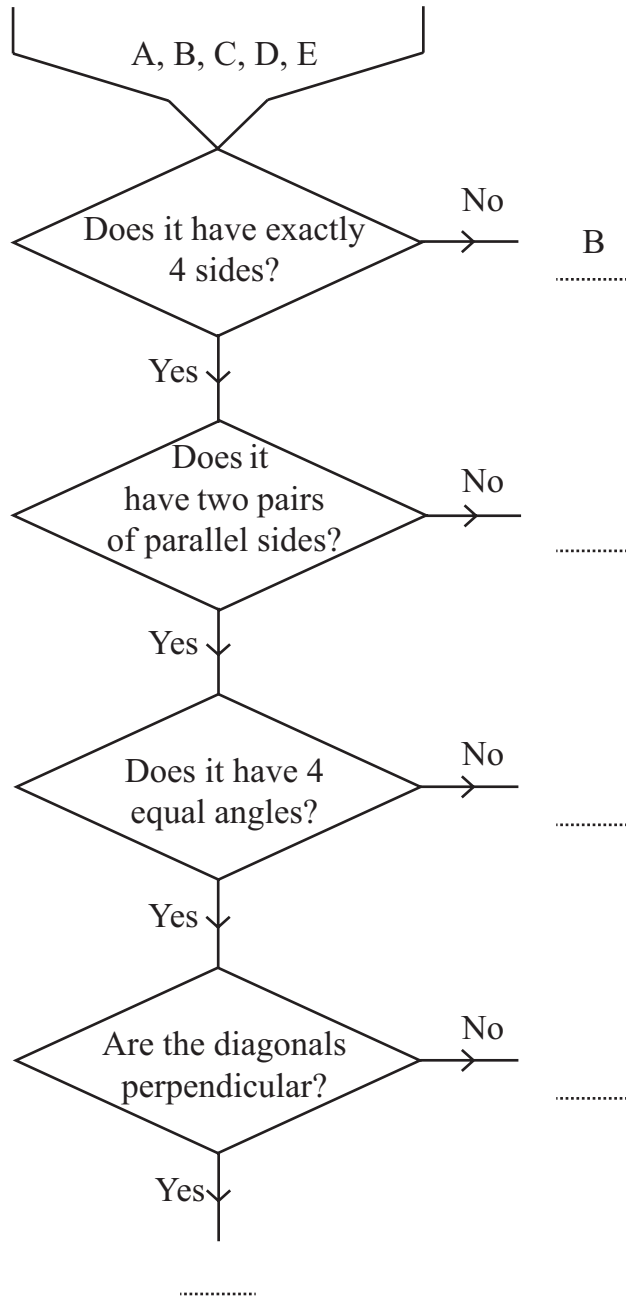 A, B, C, D, E
No
Does it have exactly
4 sides?
B
Yes
Does it
have two pairs
of parallel sides?
No
Yes
Does it have 4
equal angles?
No
Yes
Are the diagonals
perpendicular?
No
Yes